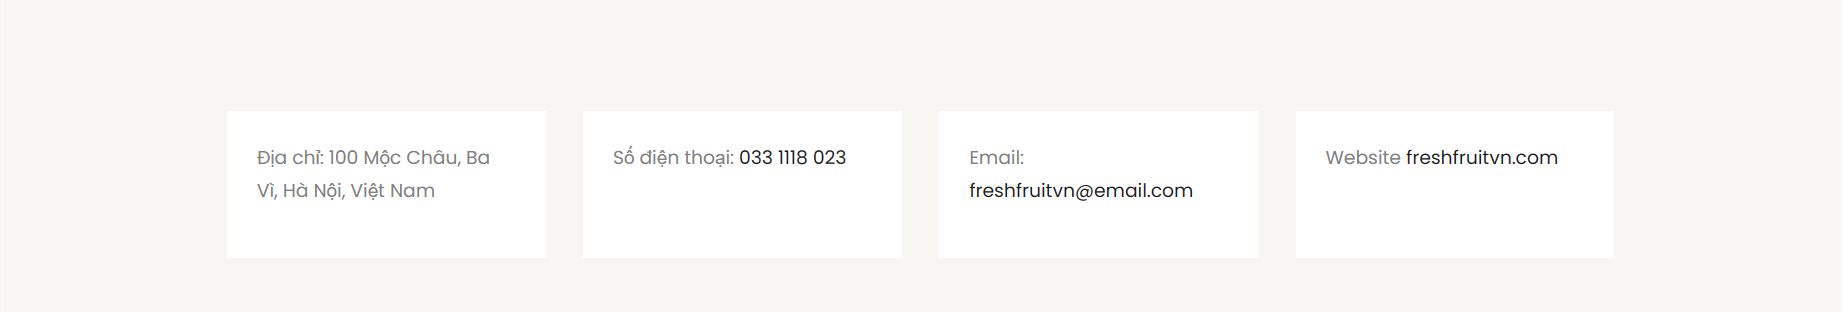 Địa chỉ: 100 Mộc Châu, Ba
Vì, Hà Nội, Việt Nam
Số điện thoại: 033 1118 023
Email:
freshfruitvn@email.com
Website freshfruitvn.com